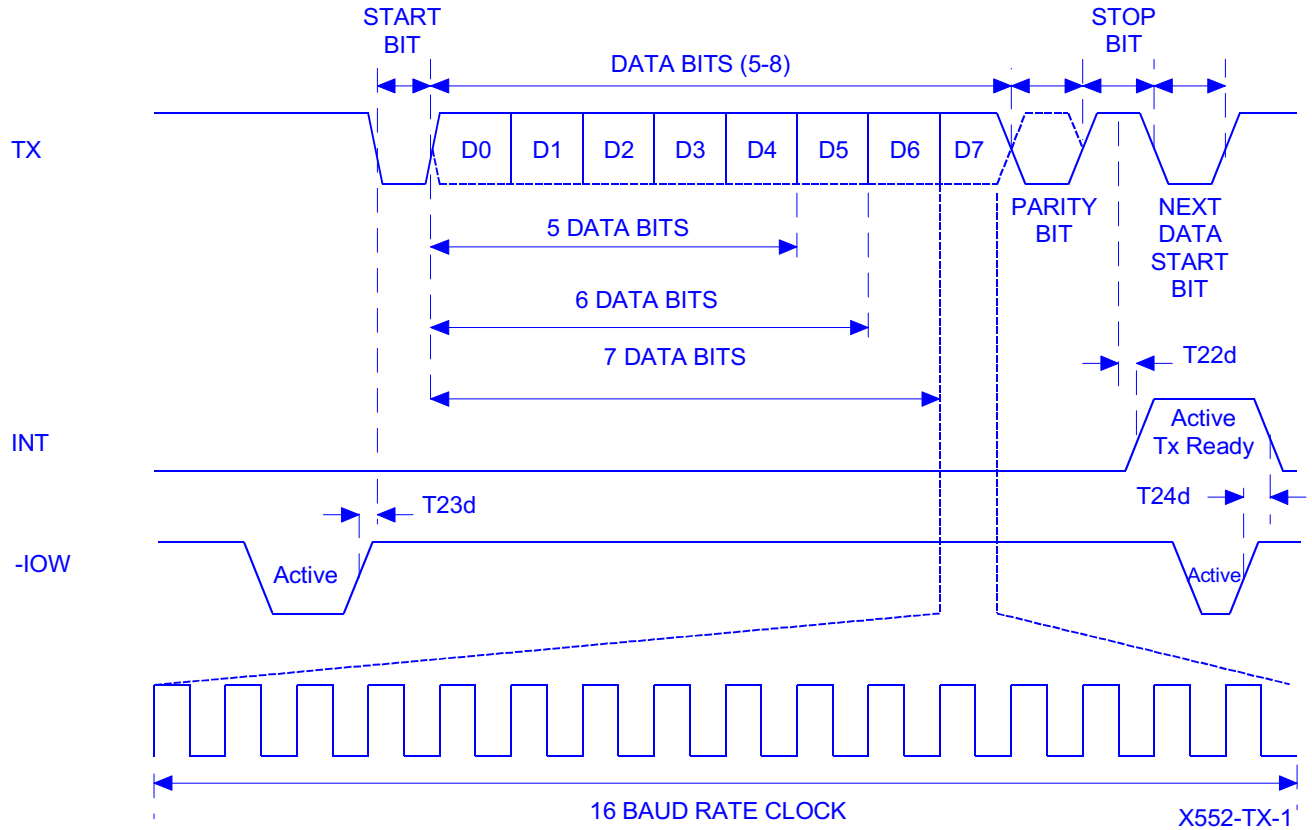 START
BIT
STOP
BIT
DATA BITS (5-8)
TX
D0
D1
D2
D3
D4
D5
D6
D7
PARITY
BIT
NEXT
DATA
START
BIT
5 DATA BITS
6 DATA BITS
7 DATA BITS
T22d
INT
Active
Tx Ready
T23d
T24d
-IOW
Active
Active
16 BAUD RATE CLOCK
X552-TX-1